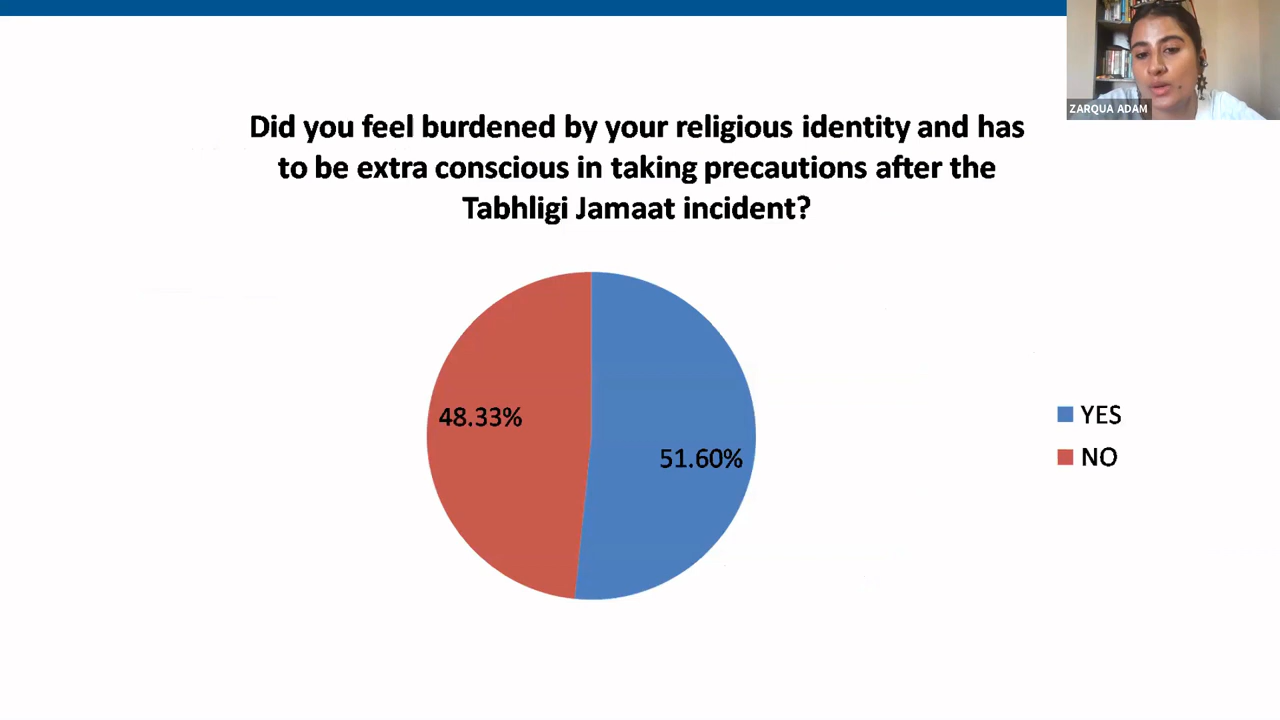 ZARQUA ADAM
Did you feel burdened by your religious identity and has
to be extra conscious in taking precautions after the
Tabhligi Jamaat incident?
48.33%
51.60%
YES
NO